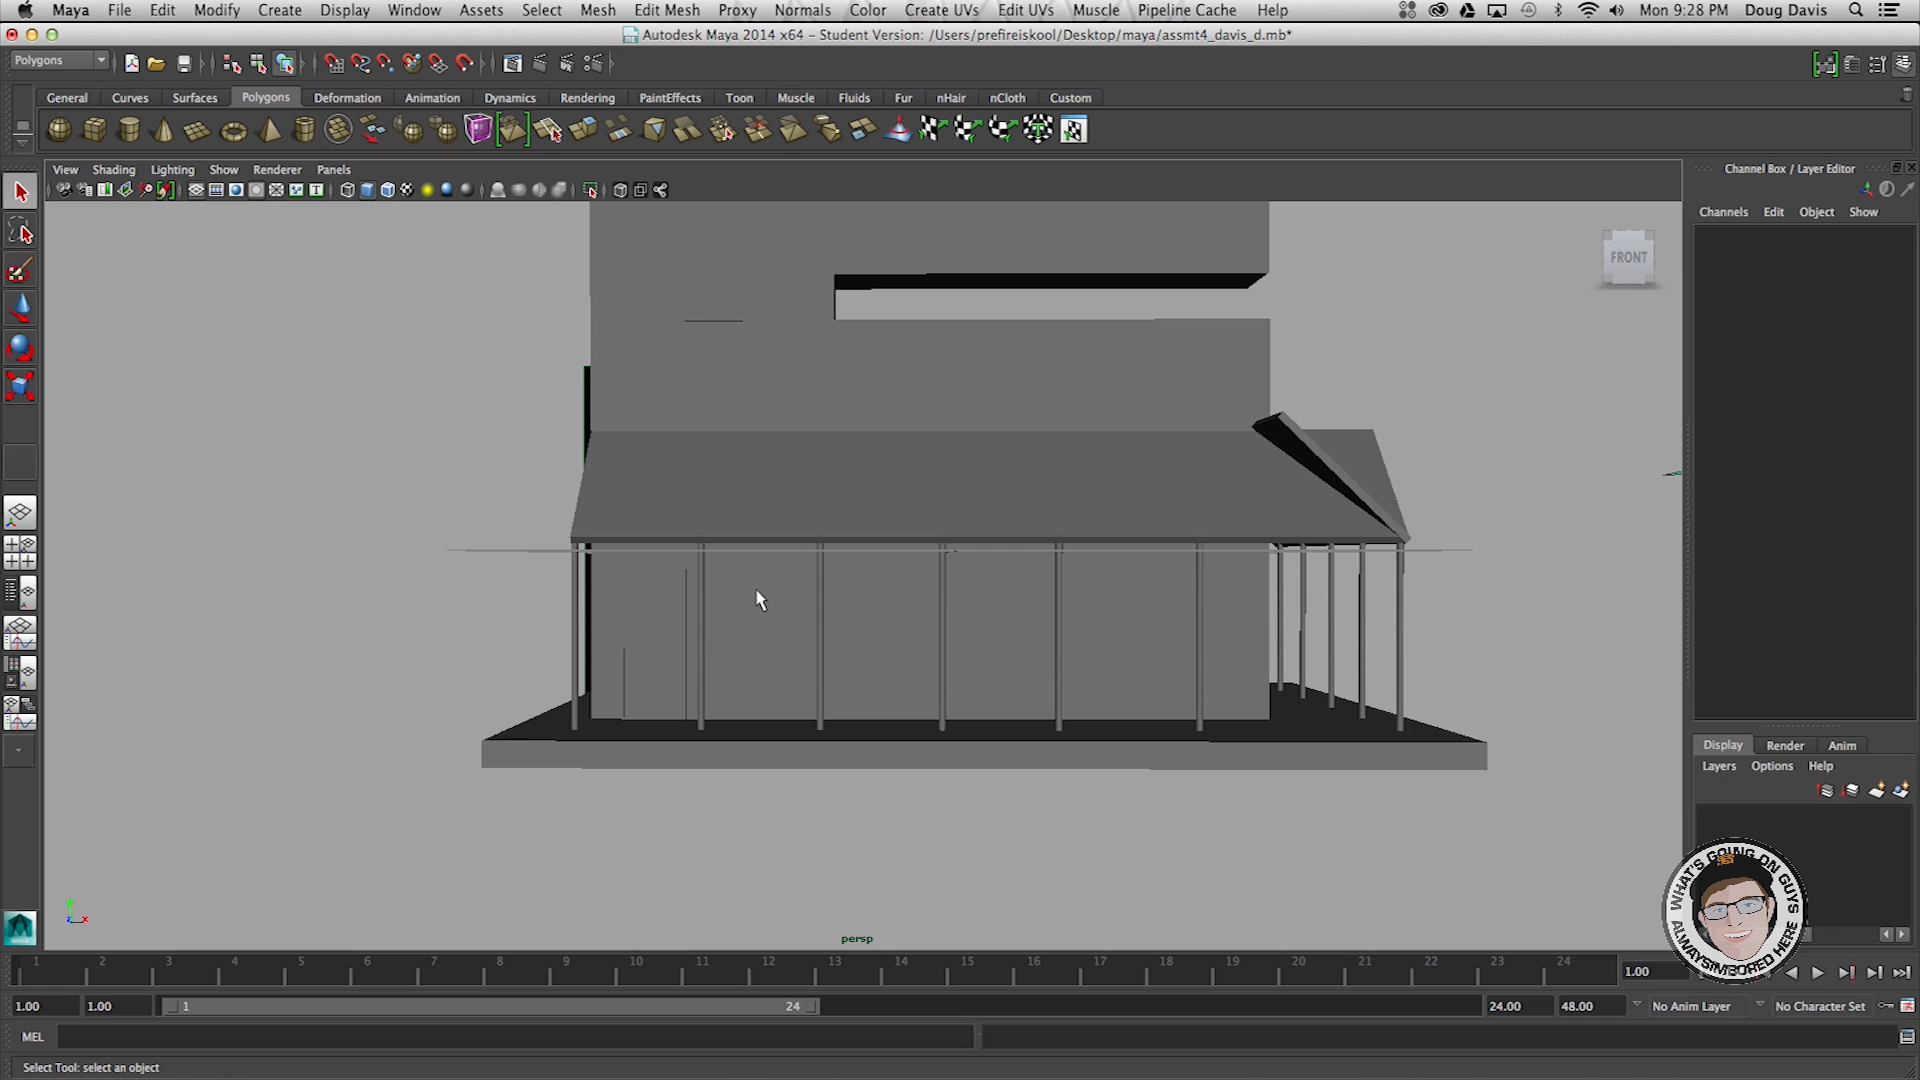 Maya File Edit Modify Create Display Window Assets Select Mesh Edit Mesh Proxy Normals Color Create UVs Edit UVs Muscle Pipeline Cache Help Mon 9:28 PM Doug Davis
Autodesk Maya 2014 x64 – Student Version: /Users/prefireiskool/Desktop/maya/assmt4_davis_d.mb*
Polygons
General Curves Surfaces Polygons Deformation Animation Dynamics Rendering PaintEffects Toon Muscle Fluids Fur nHair nCloth Custom
View Shading Lighting Show Renderer Panels
Channel Box / Layer Editor
Channels Edit Object Show
FRONT
Display Render Anim
Layers Options Help
WHAT'S GOING ON GUYS
ALWAYSIMBORED HERE
y
z x
persp
1 2 3 4 5 6 7 8 9 10 11 12 13 14 15 16 17 18 19 20 21 22 23 24 1.00
1.00 1.00 1 24 24.00 48.00 No Anim Layer No Character Set
MEL
Select Tool: select an object